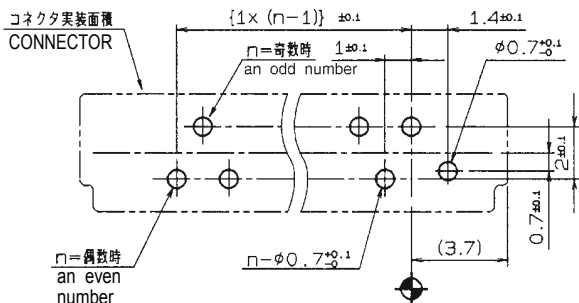 コネクタ実装面積
CONNECTOR
{1× (n-1)} ±0.1
1.4±0.1
n=奇数時
an odd number
1±0.1
φ0.7+0.1 -0
2±0.1
0.7±0.1
n=偶数時
an even
number
n-φ0.7+0.1 -0
(3.7)